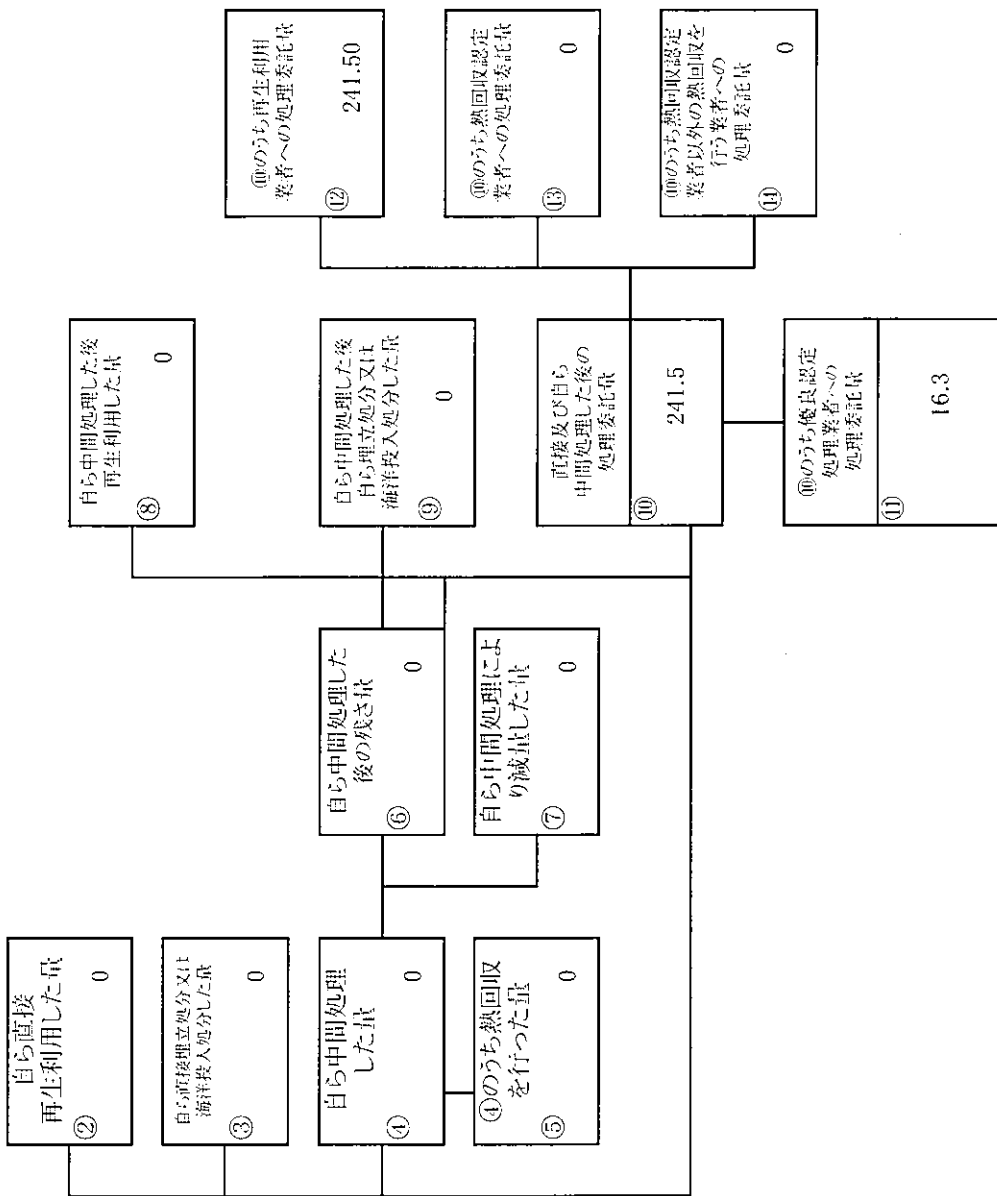 自ら直接
再生利用した量
②
0
自ら直接埋立処分又は
海洋投入処分した量
③
0
自ら中間処理
した量
④
0
④のうち熱回収
を行った量
⑤
0
自ら中間処理した
後の残さ量
⑥
0
自ら中間処理によ
り減量した量
⑦
0
自ら中間処理した後
再生利用した量
⑧
0
自ら中間処理した後
自ら埋立処分又は
海洋投入処分した量
⑨
0
直接及び自ら
中間処理した後の
処理委託量
⑩
241.5
⑩のうち優良認定
処理業者への
処理委託量
⑪
16.3
⑩のうち再生利用
業者への処理委託量
⑫
241.50
⑩のうち熱回収認定
業者への処理委託量
⑬
0
⑩のうち熱回収認定
業者以外の熱回収を
行う業者への
処理委託量
⑭
0